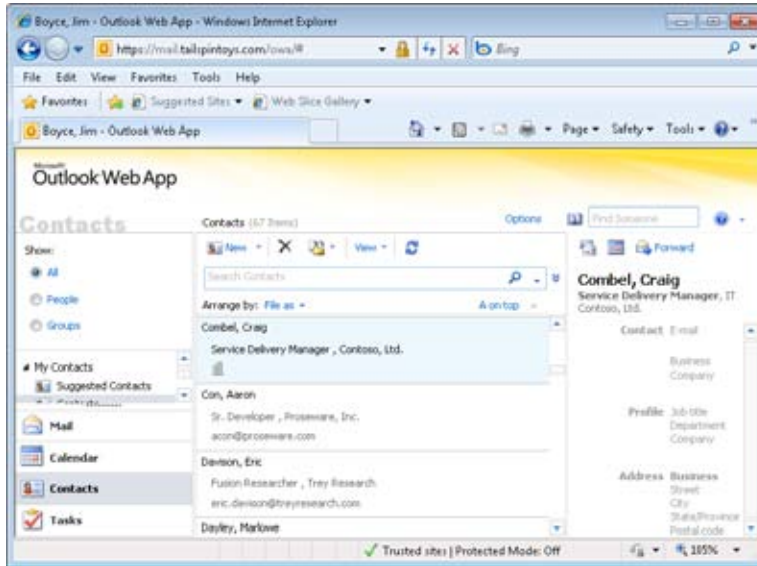 Boyce, Jim - Outlook Web App - Windows Internet Explorer
https://mail.tailspintoys.com/owa/#
Bing
File Edit View Favorites Tools Help
Favorites Suggested Sites Web Slice Gallery
Boyce, Jim - Outlook Web App
Page Safety Tools
Microsoft
Outlook Web App
Contacts
Contacts (67 Items)
Options
Find Someone
Show:
All
People
Groups
My Contacts
Suggested Contacts
Contacts
Mail
Calendar
Contacts
Tasks
New View
Search Contacts
Arrange by: File as A on top
Combel, Craig
Service Delivery Manager , Contoso, Ltd.
Con, Aaron
Sr. Developer , Proseware, Inc.
acon@proseware.com
Davison, Eric
Fusion Researcher , Trey Research
eric.davison@treyresearch.com
Dayley, Marlowe
Forward
Combel, Craig
Service Delivery Manager, IT
Contoso, Ltd.
Contact E-mail
Business
Company
Profile Job title
Department
Company
Address Business
Street
City
State/Province
Postal code
Trusted sites | Protected Mode: Off
105%